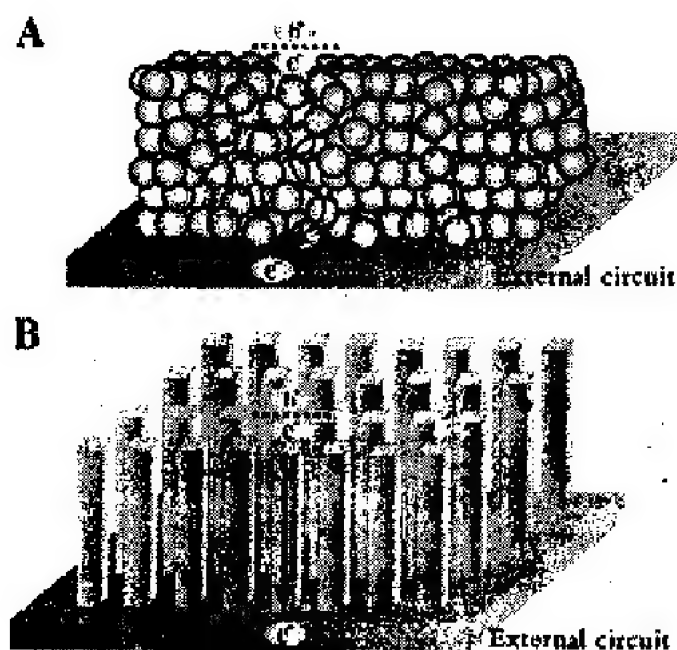 A
h⁺
e⁻
e⁻
External circuit
B
h⁺
e⁻
e⁻
External circuit